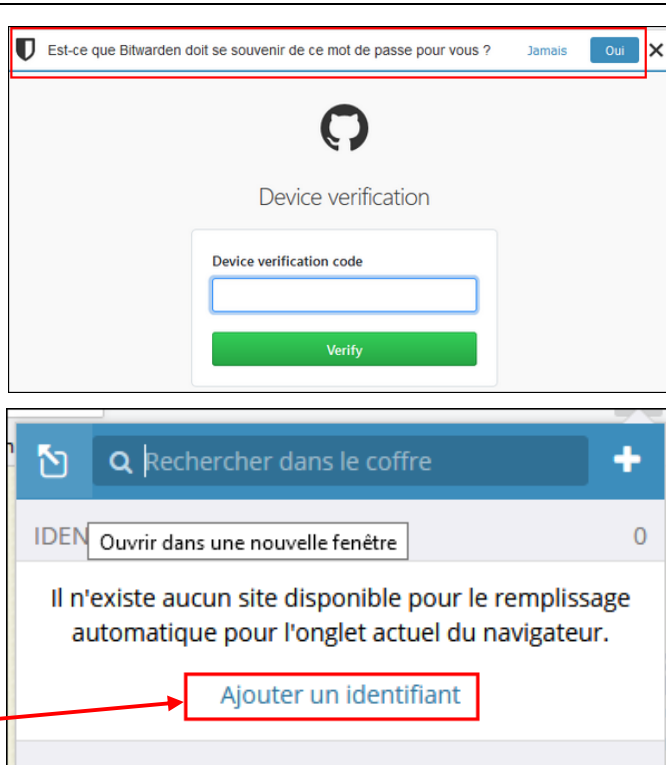 Est-ce que Bitwarden doit se souvenir de ce mot de passe pour vous ? Jamais Oui
Device verification
Device verification code
Verify
Rechercher dans le coffre
IDEN 0
Ouvrir dans une nouvelle fenêtre
Il n'existe aucun site disponible pour le remplissage
automatique pour l'onglet actuel du navigateur.
Ajouter un identifiant